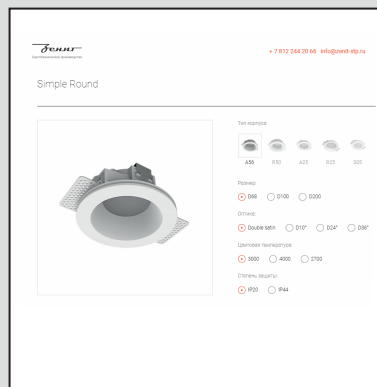 Зенит
Светотехническое производство
+ 7 812 244 20 66 info@zenit-stp.ru
Simple Round
Тип корпуса:
A56 R50 A25 R25 S05
Размер:
D68 D100 D200
Оптика:
Double satin D10° D24° D36°
Цветовая температура:
3000 4000 2700
Степень защиты:
IP20 IP44